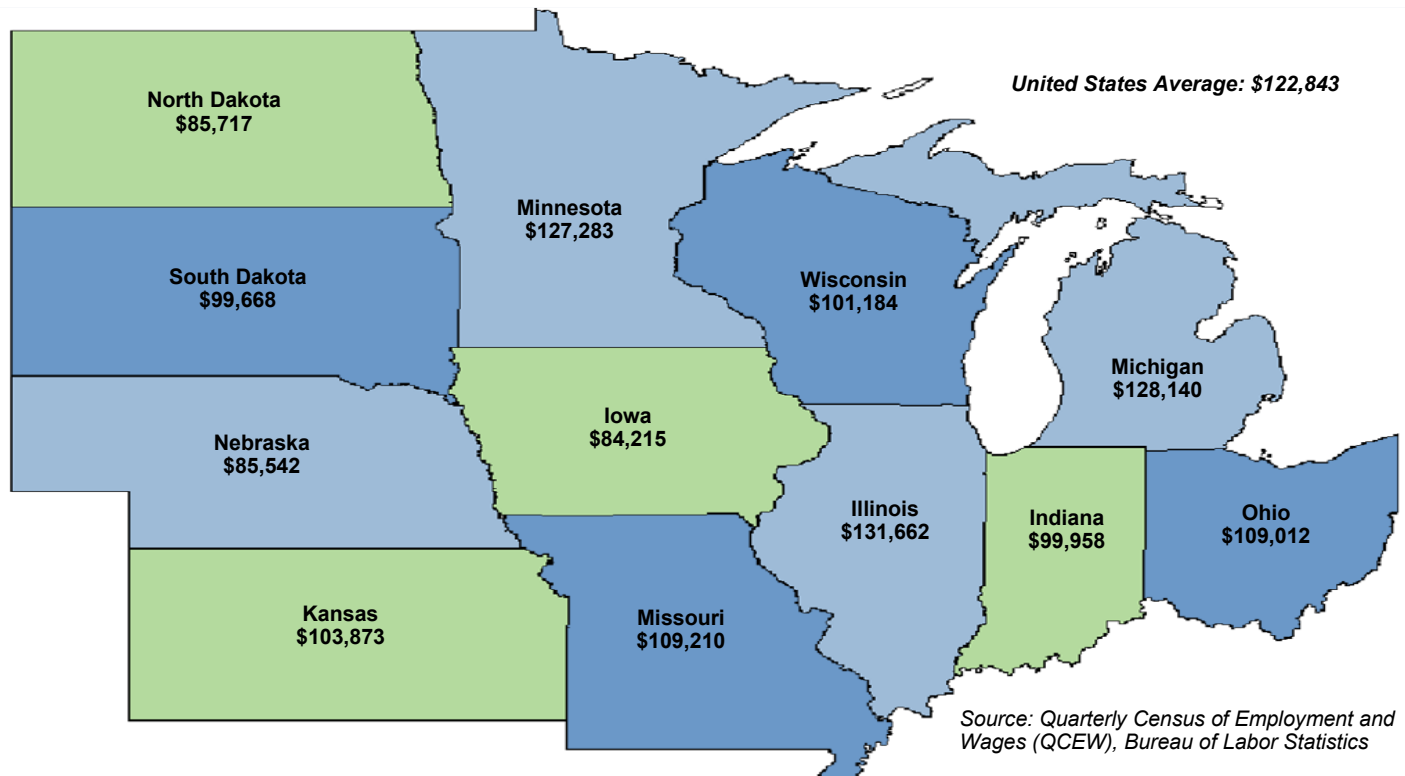 United States Average: $122,843
North Dakota
$85,717
Minnesota
$127,283
South Dakota
$99,668
Wisconsin
$101,184
Michigan
$128,140
Iowa
$84,215
Nebraska
$85,542
Illinois
$131,662
Indiana
$99,958
Ohio
$109,012
Kansas
$103,873
Missouri
$109,210
Source: Quarterly Census of Employment and
Wages (QCEW), Bureau of Labor Statistics